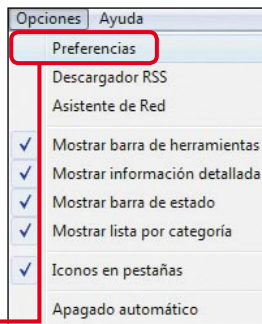 Opciones Ayuda
Preferencias
Descargador RSS
Asistente de Red
Mostrar barra de herramientas
Mostrar información detallada
Mostrar barra de estado
Mostrar lista por categoría
Iconos en pestañas
Apagado automático